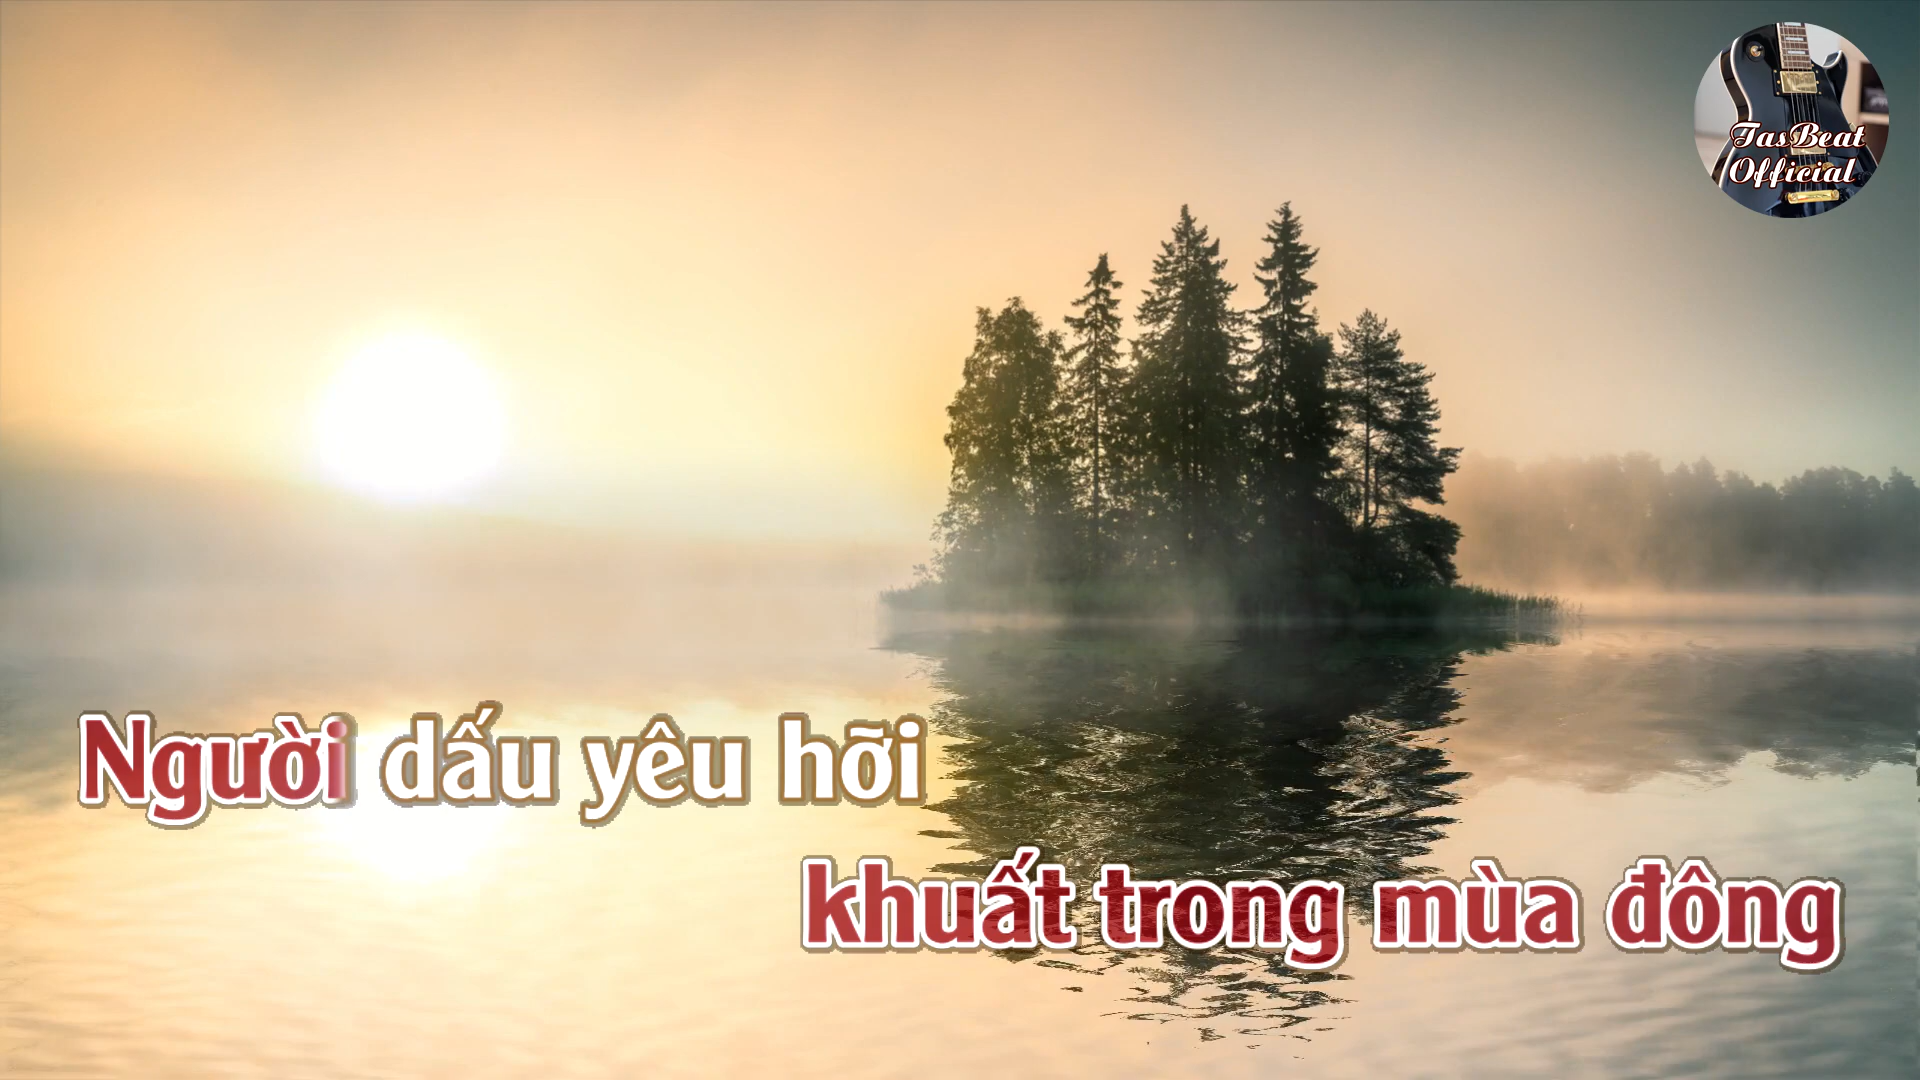 TasBeat
Official
Người dấu yêu hỡi
khuất trong mùa đông